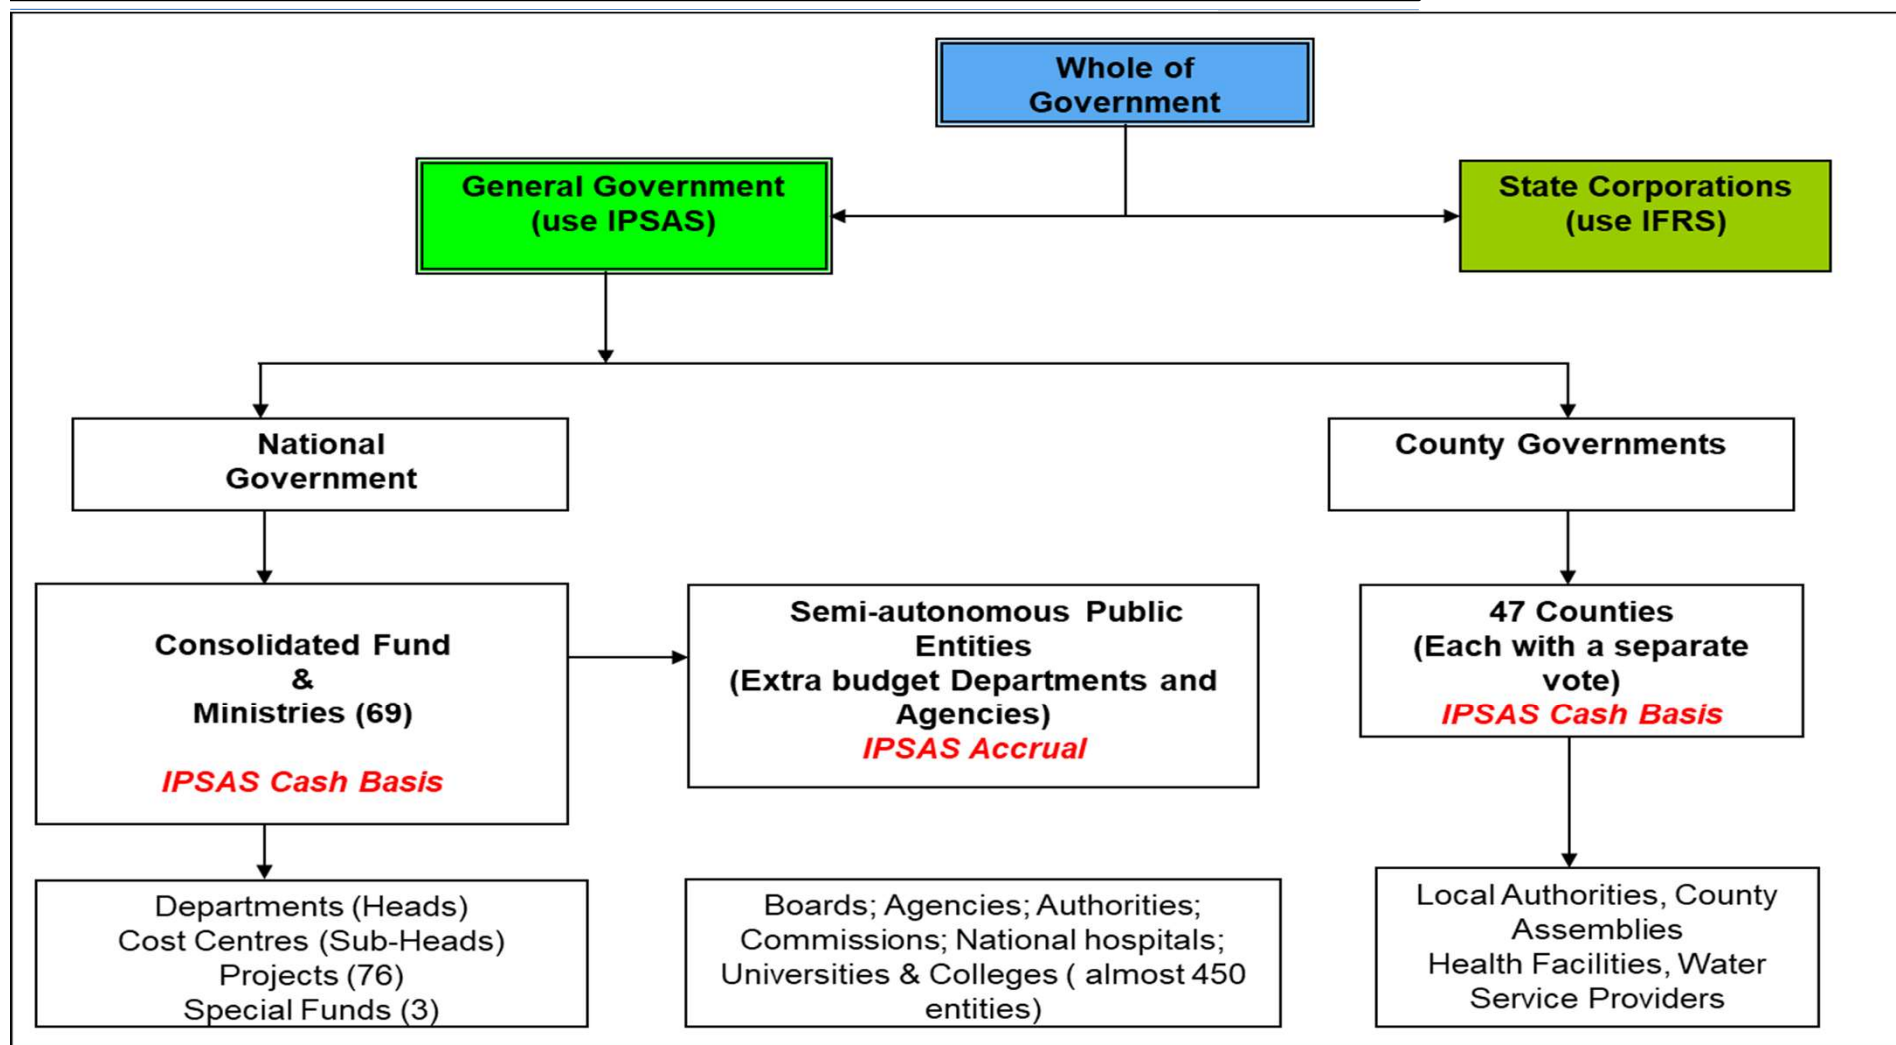 Whole of
Government
General Government
(use IPSAS)
State Corporations
(use IFRS)
National
Government
County Governments
Consolidated Fund
&
Ministries (69)
IPSAS Cash Basis
Semi-autonomous Public
Entities
(Extra budget Departments and
Agencies)
IPSAS Accrual
47 Counties
(Each with a separate
vote)
IPSAS Cash Basis
Departments (Heads)
Cost Centres (Sub-Heads)
Projects (76)
Special Funds (3)
Boards; Agencies; Authorities;
Commissions; National hospitals;
Universities & Colleges ( almost 450
entities)
Local Authorities, County
Assemblies
Health Facilities, Water
Service Providers